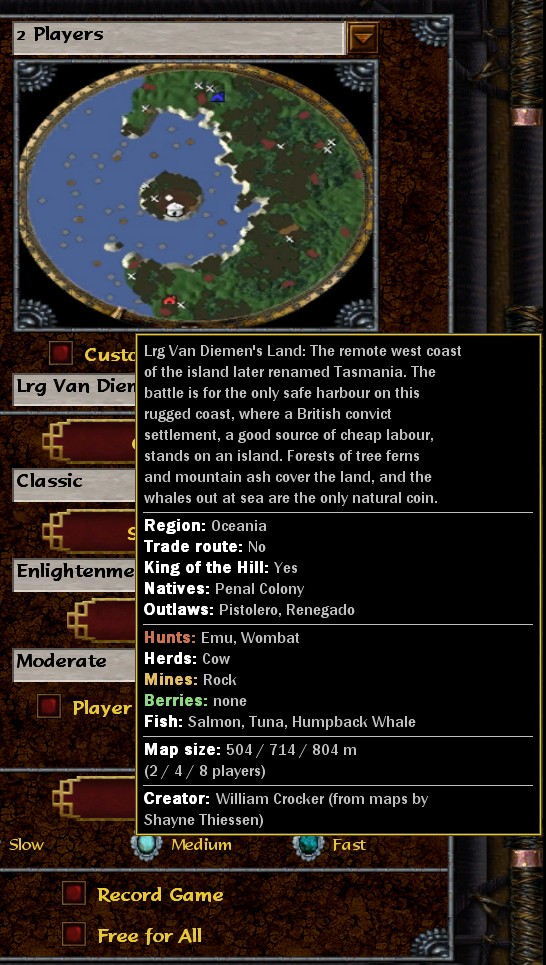 2 Players
Custo
Lrg Van Dien
Classic
Enlightenme
Moderate
Player
Lrg Van Diemen's Land: The remote west coast
of the island later renamed Tasmania. The
battle is for the only safe harbour on this
rugged coast, where a British convict
settlement, a good source of cheap labour,
stands on an island. Forests of tree ferns
and mountain ash cover the land, and the
whales out at sea are the only natural coin.
Region: Oceania
Trade route: No
King of the Hill: Yes
Natives: Penal Colony
Outlaws: Pistolero, Renegado
Hunts: Emu, Wombat
Herds: Cow
Mines: Rock
Berries: none
Fish: Salmon, Tuna, Humpback Whale
Map size: 504 / 714 / 804 m
(2 / 4 / 8 players)
Creator: William Crocker (from maps by
Shayne Thiessen)
Slow Medium Fast
Record Game
Free for All